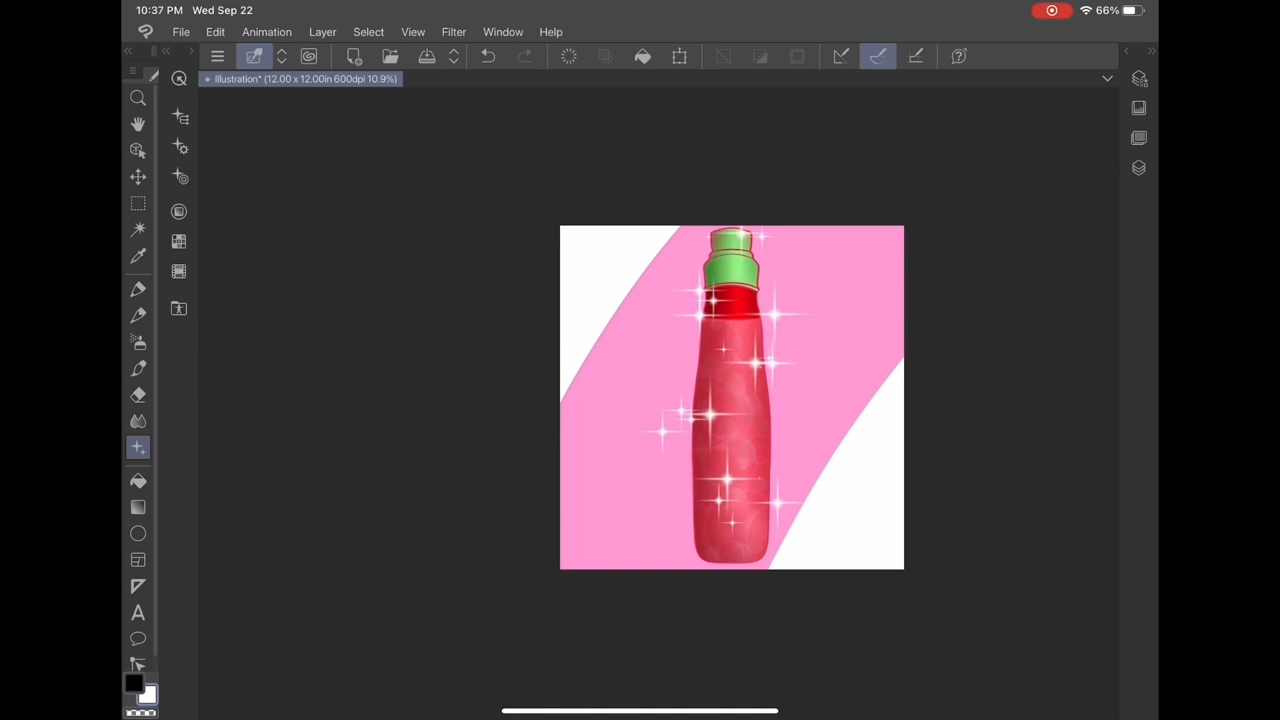 10:37 PM Wed Sep 22
66%
File Edit Animation Layer Select View Filter Window Help
Illustration* (12.00 x 12.00in 600dpi 10.9%)